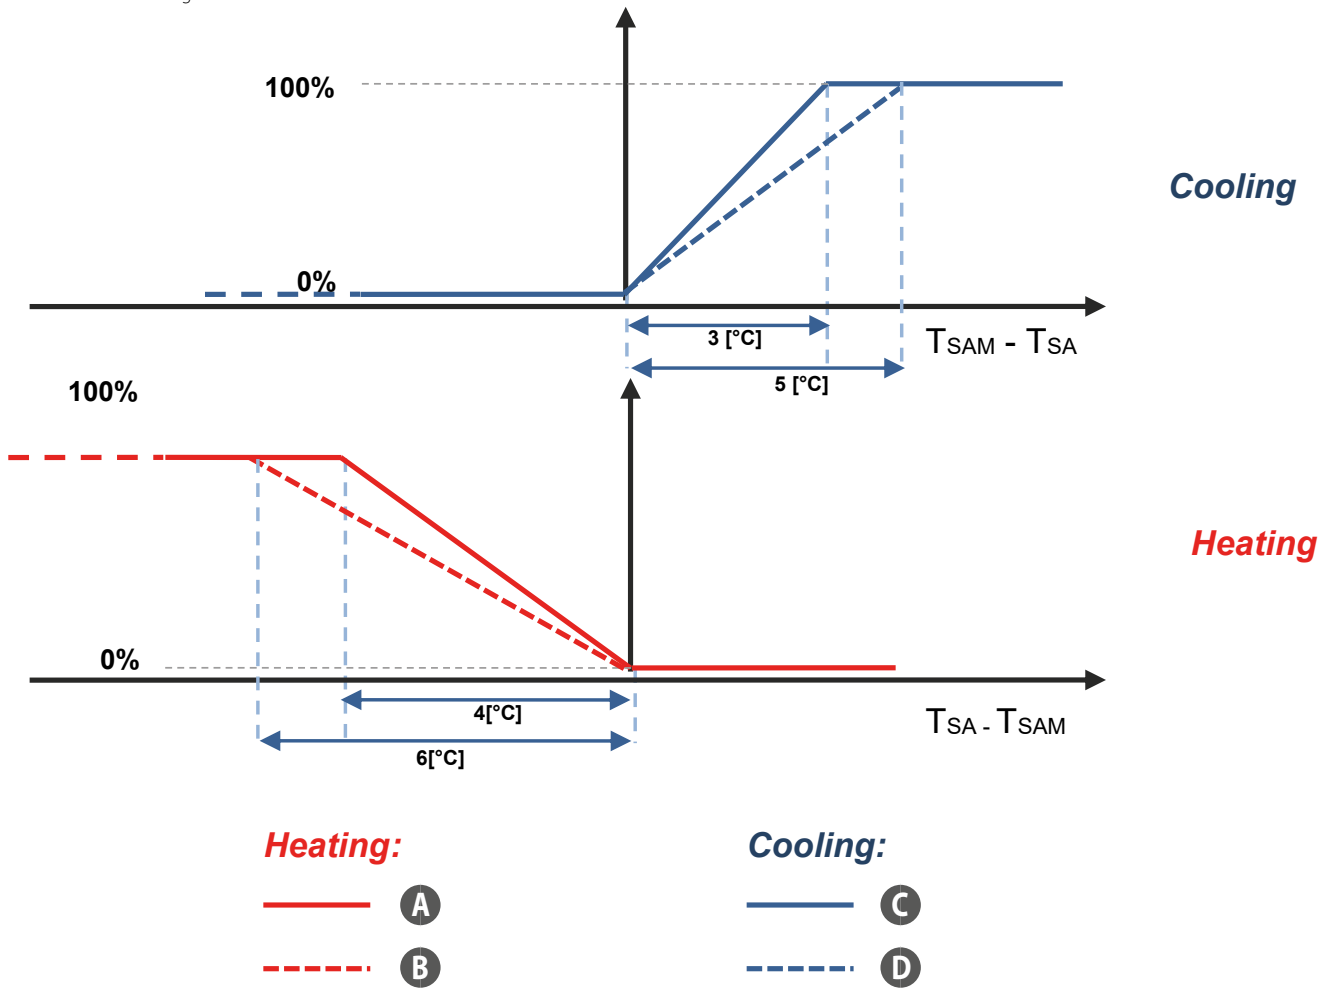 100%
Cooling
0%
3 [°C]
TSAM - TSA
5 [°C]
100%
Heating
0%
4[°C]
TSA - TSAM
6[°C]
Heating:
Cooling:
A
C
B
D